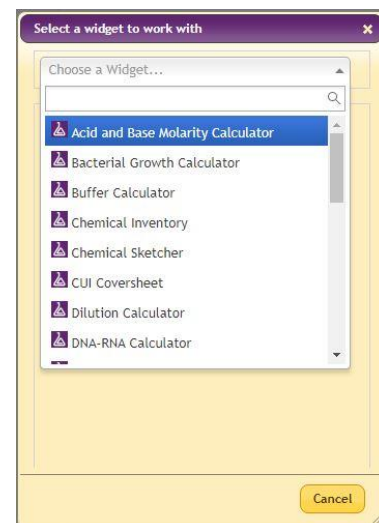 Select a widget to work with
Choose a Widget...
Acid and Base Molarity Calculator
Bacterial Growth Calculator
Buffer Calculator
Chemical Inventory
Chemical Sketcher
CUI Coversheet
Dilution Calculator
DNA-RNA Calculator
Cancel